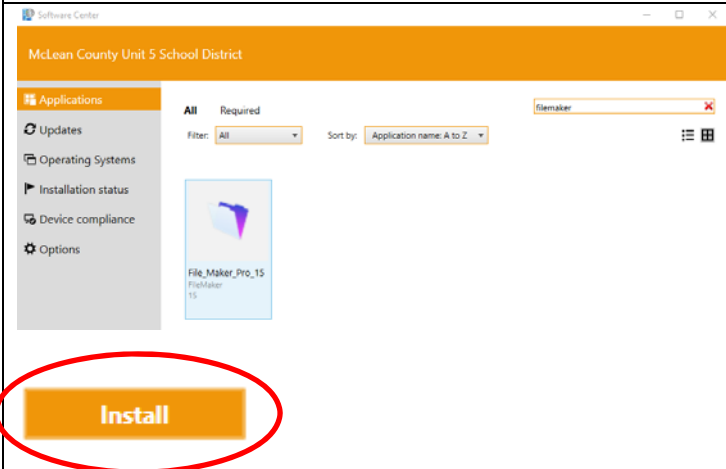 Software Center
McLean County Unit 5 School District
Applications
Updates
Operating Systems
Installation status
Device compliance
Options
All Required
filemaker
Filter: All Sort by: Application name: A to Z
File_Maker_Pro_15
FileMaker
15
Install